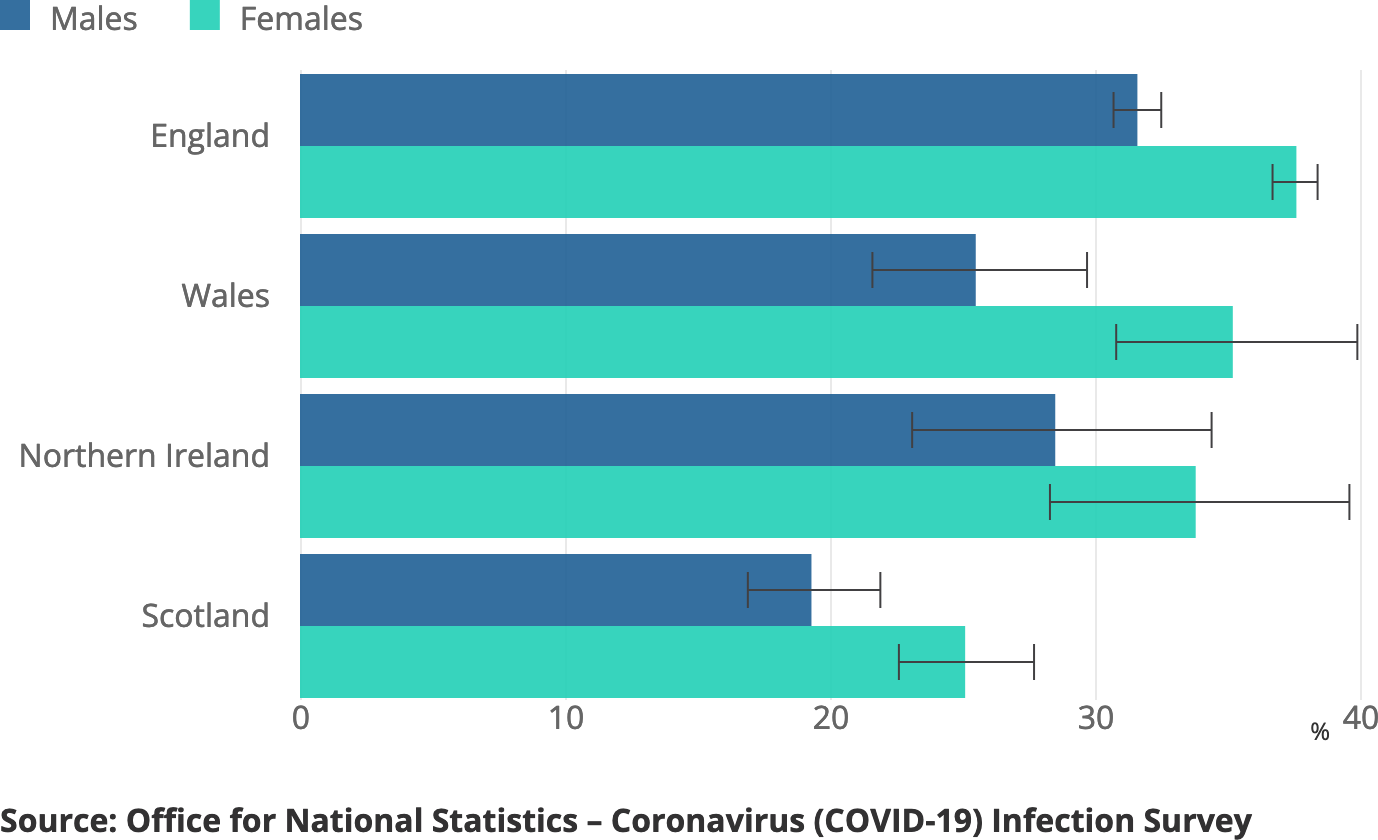 Males Females
England
Wales
Northern Ireland
Scotland
0 10 20 30 % 40
Source: Office for National Statistics – Coronavirus (COVID-19) Infection Survey